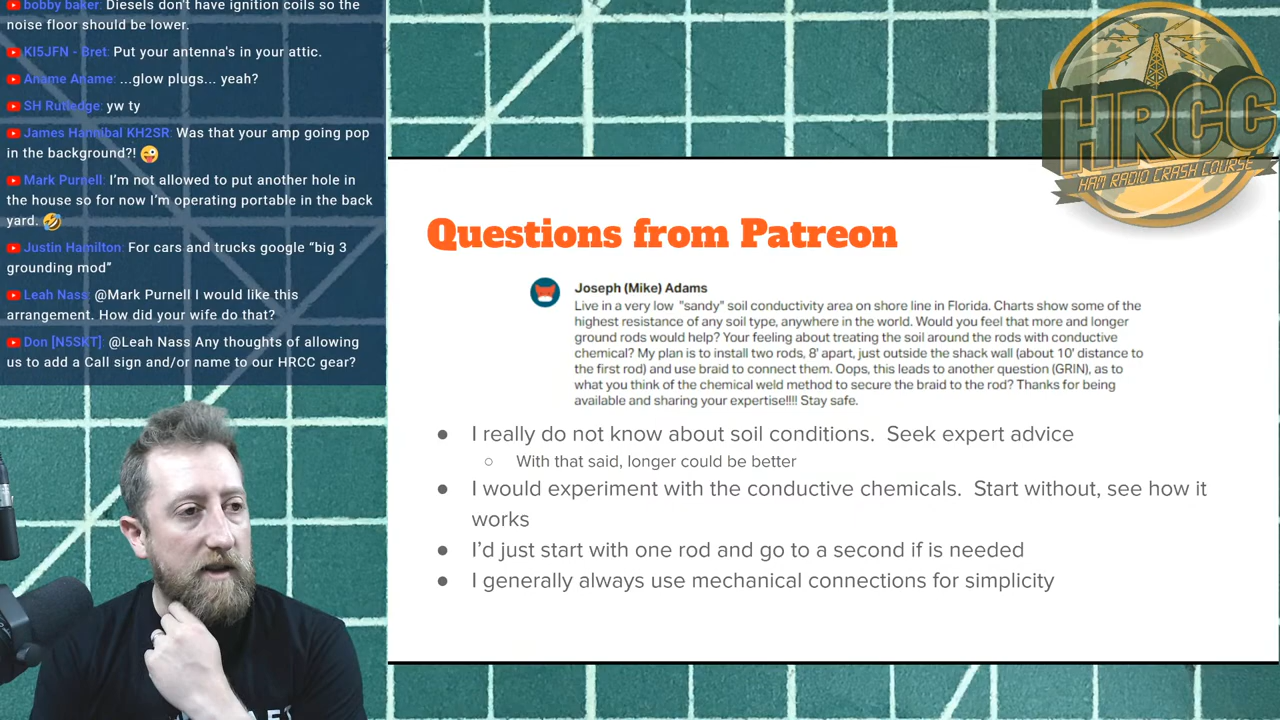 bobby baker: Diesels don't have ignition coils so the
noise floor should be lower.
KI5JFN - Bret: Put your antenna's in your attic.
Aname Aname: ...glow plugs... yeah?
SH Rutledge: yw ty
James Hannibal KH2SR: Was that your amp going pop
in the background?! 😜
Mark Purnell: I'm not allowed to put another hole in
the house so for now I'm operating portable in the back
yard. 🤣
Justin Hamilton: For cars and trucks google "big 3
grounding mod"
Leah Nass: @Mark Purnell I would like this
arrangement. How did your wife do that?
Don [N5SKT] @Leah Nass Any thoughts of allowing
us to add a Call sign and/or name to our HRCC gear?
HRCC
HAM RADIO CRASH COURSE
Questions from Patreon
Joseph (Mike) Adams
Live in a very low "sandy" soil conductivity area on shore line in Florida. Charts show some of the
highest resistance of any soil type, anywhere in the world. Would you feel that more and longer
ground rods would help? Your feeling about treating the soil around the rods with conductive
chemical? My plan is to install two rods, 8' apart, just outside the shack wall (about 10' distance to
the first rod) and use braid to connect them. Oops, this leads to another question (GRIN), as to
what you think of the chemical weld method to secure the braid to the rod? Thanks for being
available and sharing your expertise!!!! Stay safe.
● I really do not know about soil conditions. Seek expert advice
○ With that said, longer could be better
● I would experiment with the conductive chemicals. Start without, see how it
works
● I'd just start with one rod and go to a second if is needed
● I generally always use mechanical connections for simplicity